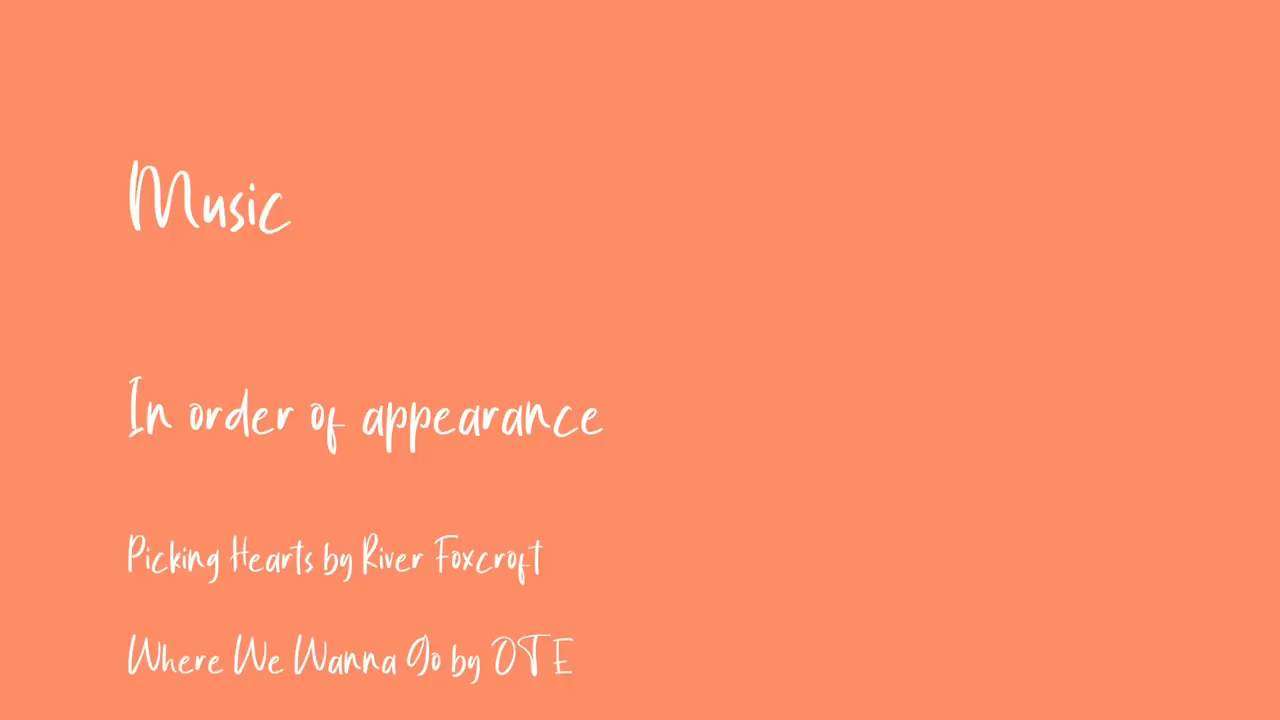 Music
In order of appearance
Picking Hearts by River Foxcroft
Where We Wanna Go by OTE